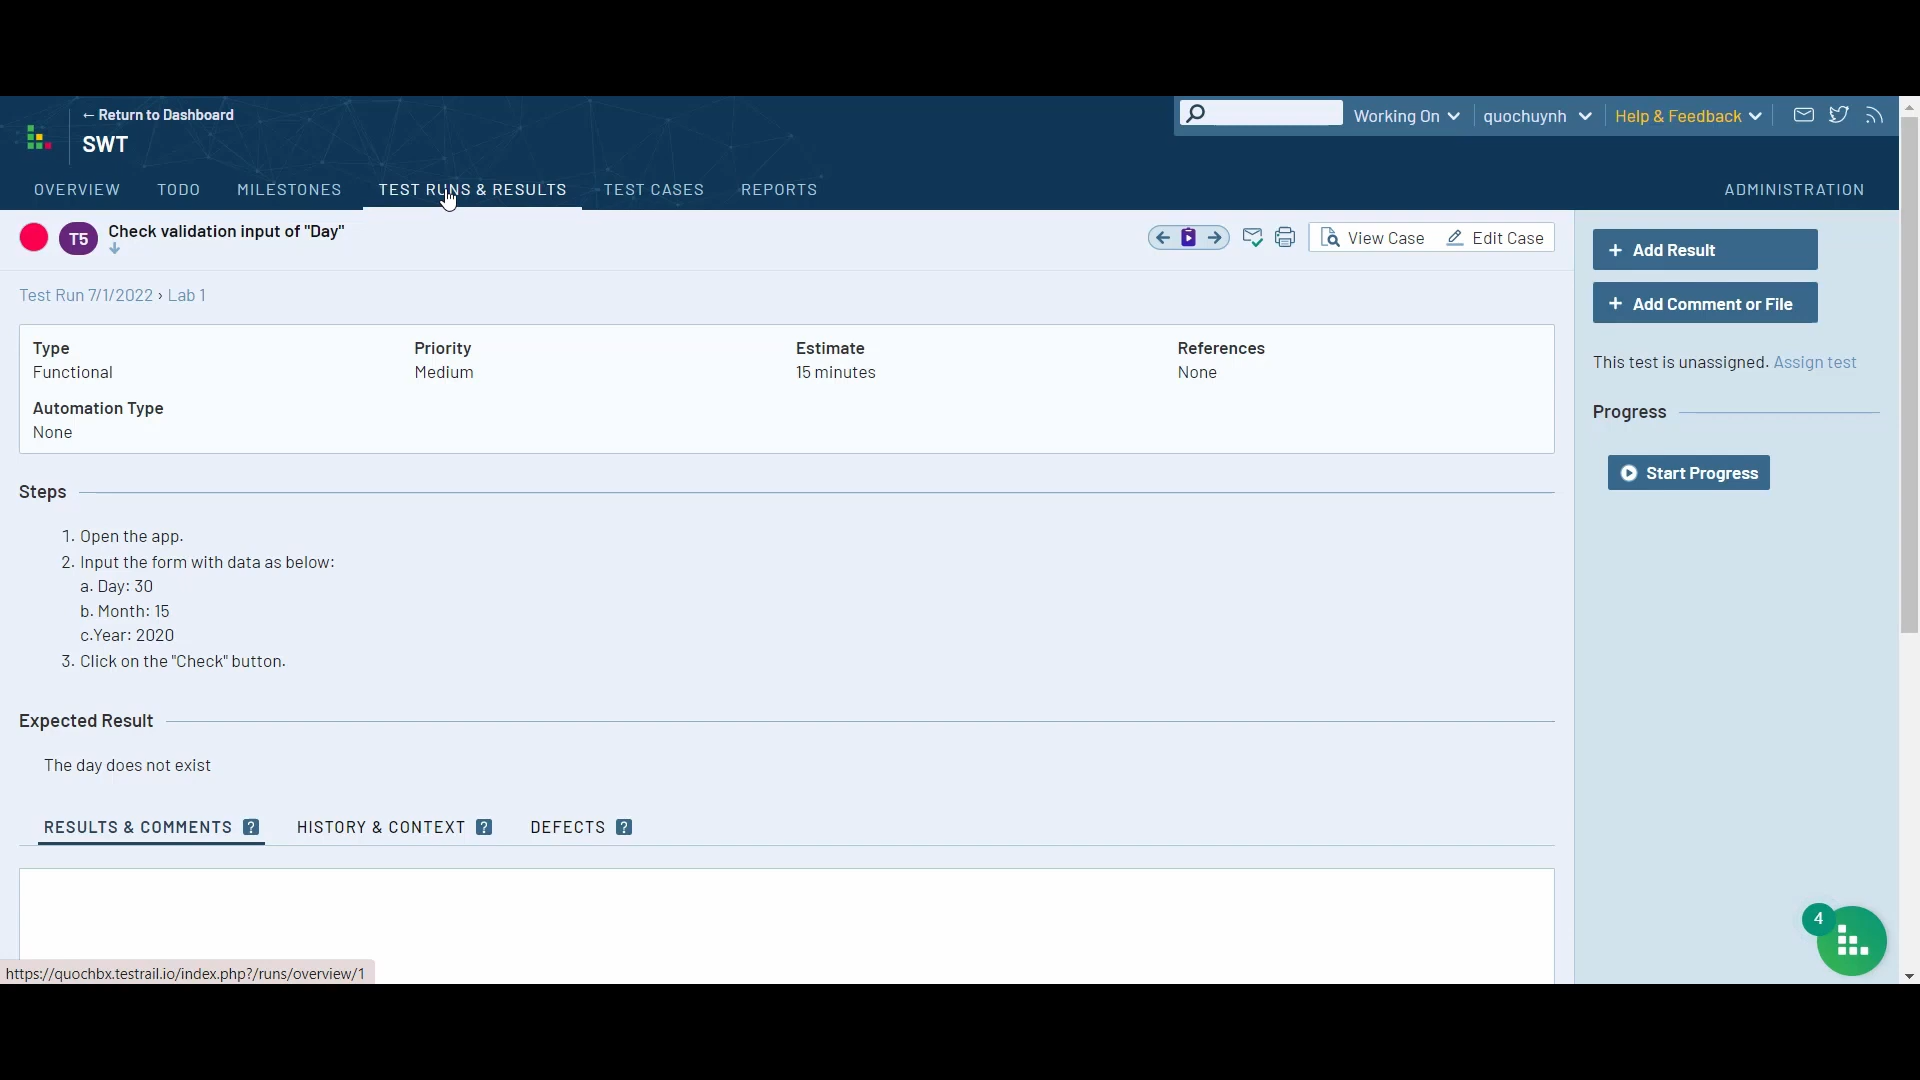 ← Return to Dashboard
SWT
Working On
quochuynh
Help & Feedback
OVERVIEW
TODO
MILESTONES
TEST RUNS & RESULTS
TEST CASES
REPORTS
ADMINISTRATION
T5
Check validation input of "Day"
View Case
Edit Case
+ Add Result
+ Add Comment or File
Test Run 7/1/2022 › Lab 1
This test is unassigned. Assign test
Progress
Start Progress
Type
Functional
Priority
Medium
Estimate
15 minutes
References
None
Automation Type
None
Steps
1. Open the app.
2. Input the form with data as below:
a. Day: 30
b. Month: 15
c.Year: 2020
3. Click on the "Check" button.
Expected Result
The day does not exist
RESULTS & COMMENTS ?
HISTORY & CONTEXT ?
DEFECTS ?
4
https://quochbx.testrail.io/index.php?/runs/overview/1